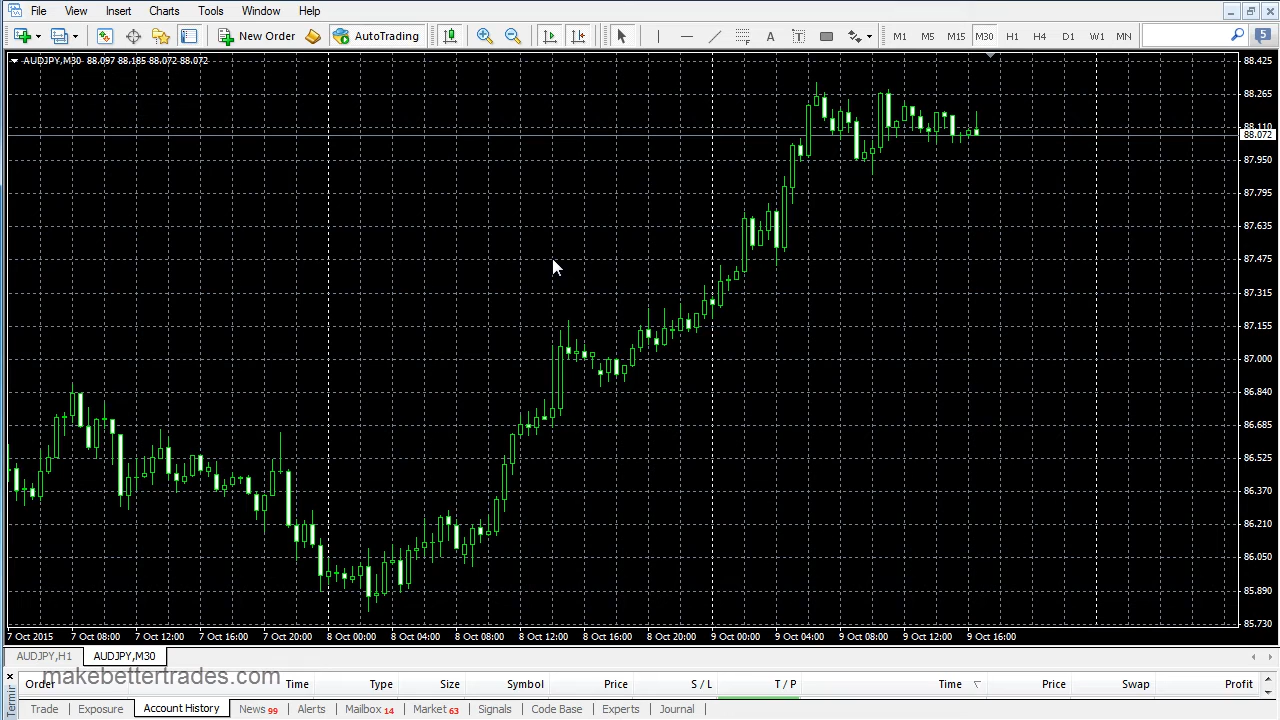 File View Insert Charts Tools Window Help
New Order AutoTrading A T M1 M5 M15 M30 H1 H4 D1 W1 MN 5
AUDJPY,M30 88.097 88.185 88.072 88.072
88.425
88.265
88.110
88.072
87.950
87.795
87.635
87.475
87.315
87.155
87.000
86.840
86.685
86.525
86.370
86.210
86.050
85.890
85.730
7 Oct 2015 7 Oct 08:00 7 Oct 12:00 7 Oct 16:00 7 Oct 20:00 8 Oct 00:00 8 Oct 04:00 8 Oct 08:00 8 Oct 12:00 8 Oct 16:00 8 Oct 20:00 9 Oct 00:00 9 Oct 04:00 9 Oct 08:00 9 Oct 12:00 9 Oct 16:00
AUDJPY,H1 AUDJPY,M30
makebettertrades.com
Order Time Type Size Symbol Price S / L T / P Time Price Swap Profit
Trade Exposure Account History News 99 Alerts Mailbox 14 Market 63 Signals Code Base Experts Journal